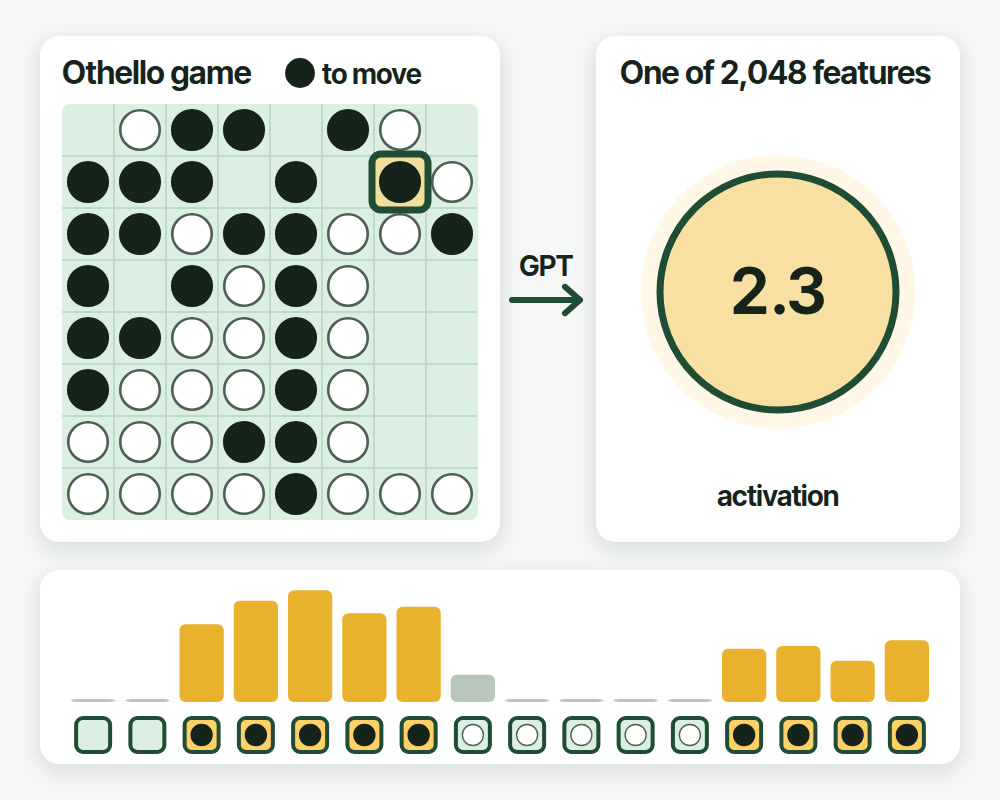 Othello game
to move
One of 2,048 features
GPT
2.3
activation